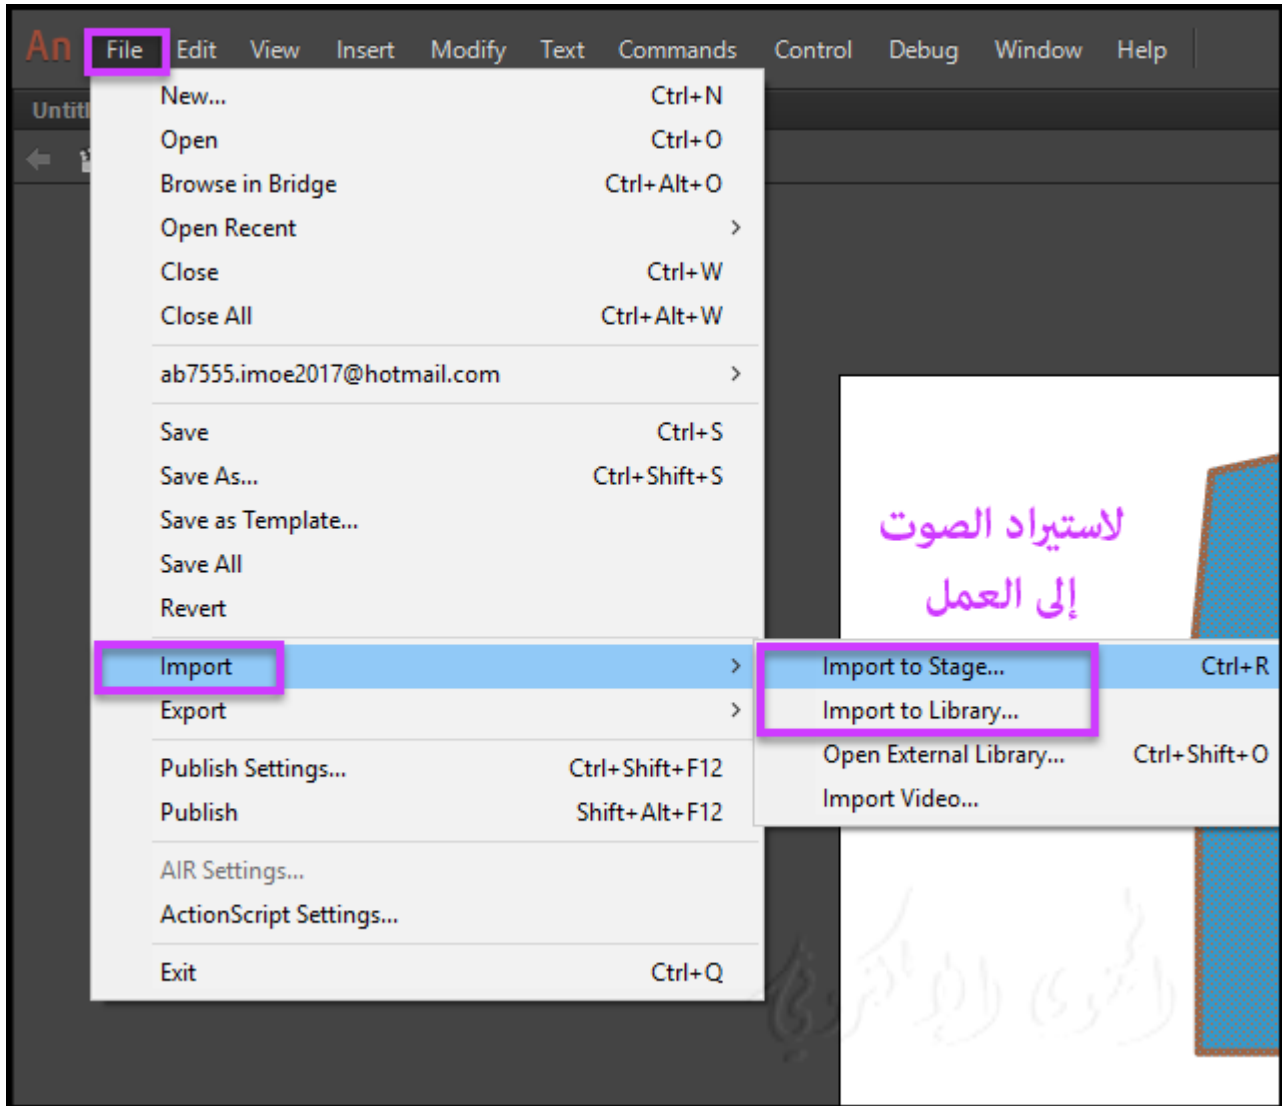 An File Edit View Insert Modify Text Commands Control Debug Window Help
Untitl
New... Ctrl+N
Open Ctrl+O
Browse in Bridge Ctrl+Alt+O
Open Recent >
Close Ctrl+W
Close All Ctrl+Alt+W
ab7555.imoe2017@hotmail.com >
Save Ctrl+S
Save As... Ctrl+Shift+S
Save as Template...
Save All
Revert
Import >
Export >
Publish Settings... Ctrl+Shift+F12
Publish Shift+Alt+F12
AIR Settings...
ActionScript Settings...
Exit Ctrl+Q
لاستيراد الصوت
إلى العمل
Import to Stage... Ctrl+R
Import to Library...
Open External Library... Ctrl+Shift+O
Import Video...